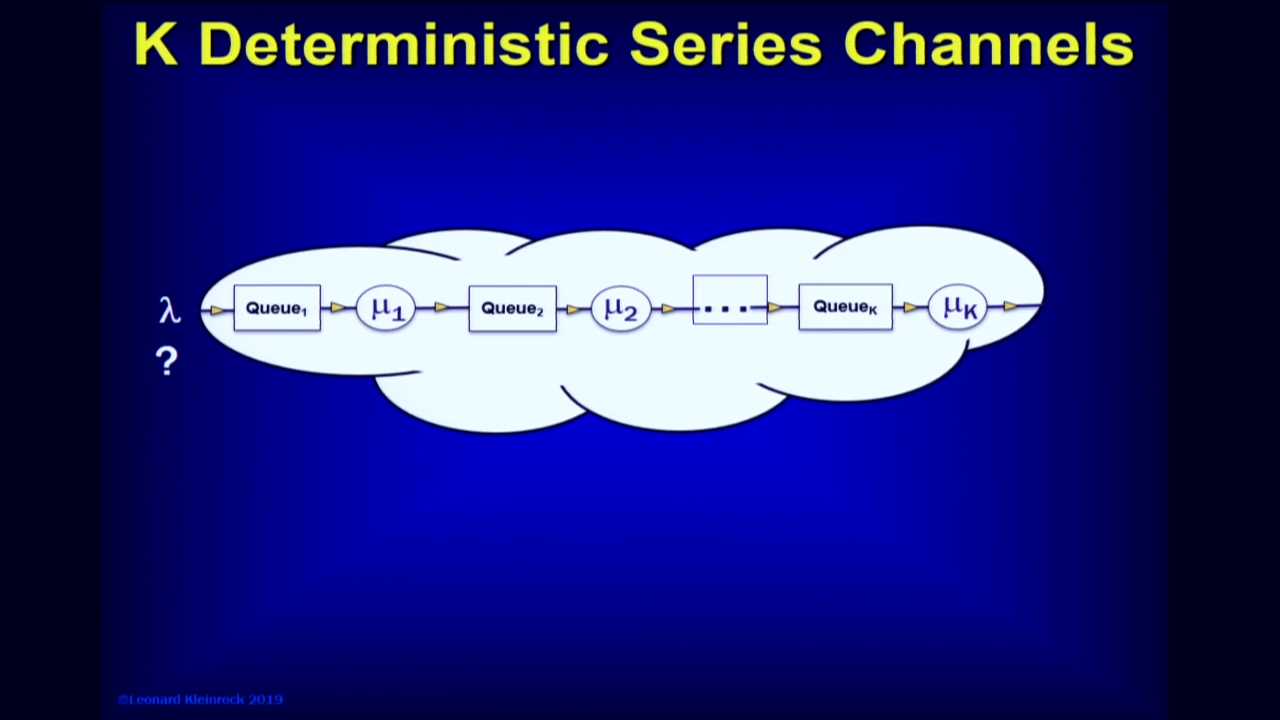 K Deterministic Series Channels
λ
?
Queue₁
μ₁
Queue₂
μ₂
...
Queueₖ
μₖ
©Leonard Kleinrock 2019